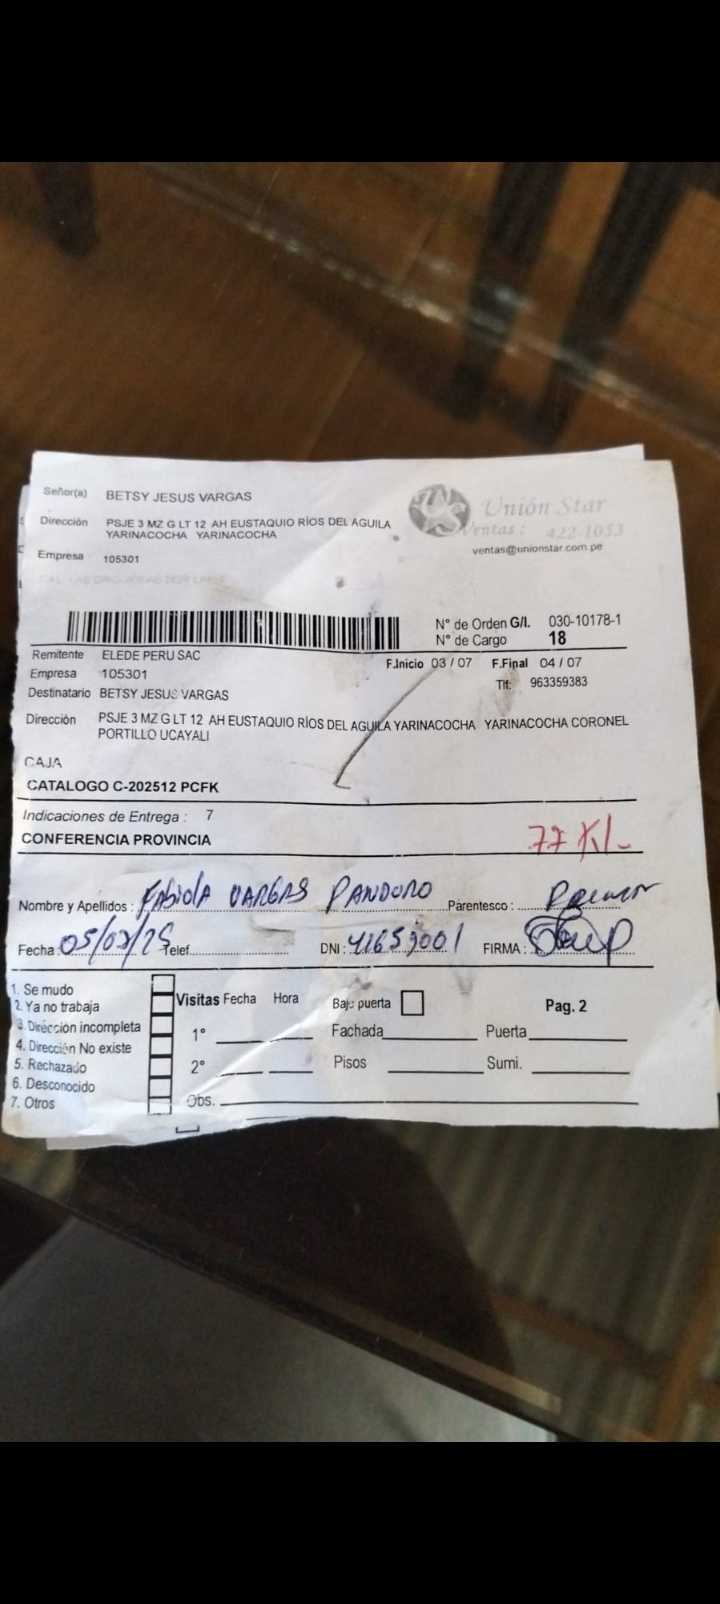 Señor(a) BETSY JESUS VARGAS
Unión Star
Dirección PSJE 3 MZ G LT 12 AH EUSTAQUIO RÍOS DEL AGUILA
YARINACOCHA YARINACOCHA
Ventas : 422-1053
ventas@unionstar.com.pe
Empresa 105301
N° de Orden G/I. 030-10178-1
N° de Cargo 18
Remitente ELEDE PERU SAC
F.Inicio 03 / 07 F.Final 04 / 07
Empresa 105301
Tlf: 963359383
Destinatario BETSY JESUS VARGAS
Dirección PSJE 3 MZ G LT 12 AH EUSTAQUIO RÍOS DEL AGUILA YARINACOCHA YARINACOCHA CORONEL
PORTILLO UCAYALI
CAJA
CATALOGO C-202512 PCFK
Indicaciones de Entrega : 7
CONFERENCIA PROVINCIA
77 Kl.
Nombre y Apellidos : FABIOLA VARGAS PANDURO Parentesco :
Fecha : 05/07/25 Telef. DNI : 41659001 FIRMA :
1. Se mudo
2. Ya no trabaja
3. Dirección incompleta
4. Dirección No existe
5. Rechazado
6. Desconocido
7. Otros
Visitas Fecha Hora Bajo puerta Pag. 2
1° Fachada Puerta
2° Pisos Sumi.
Obs.